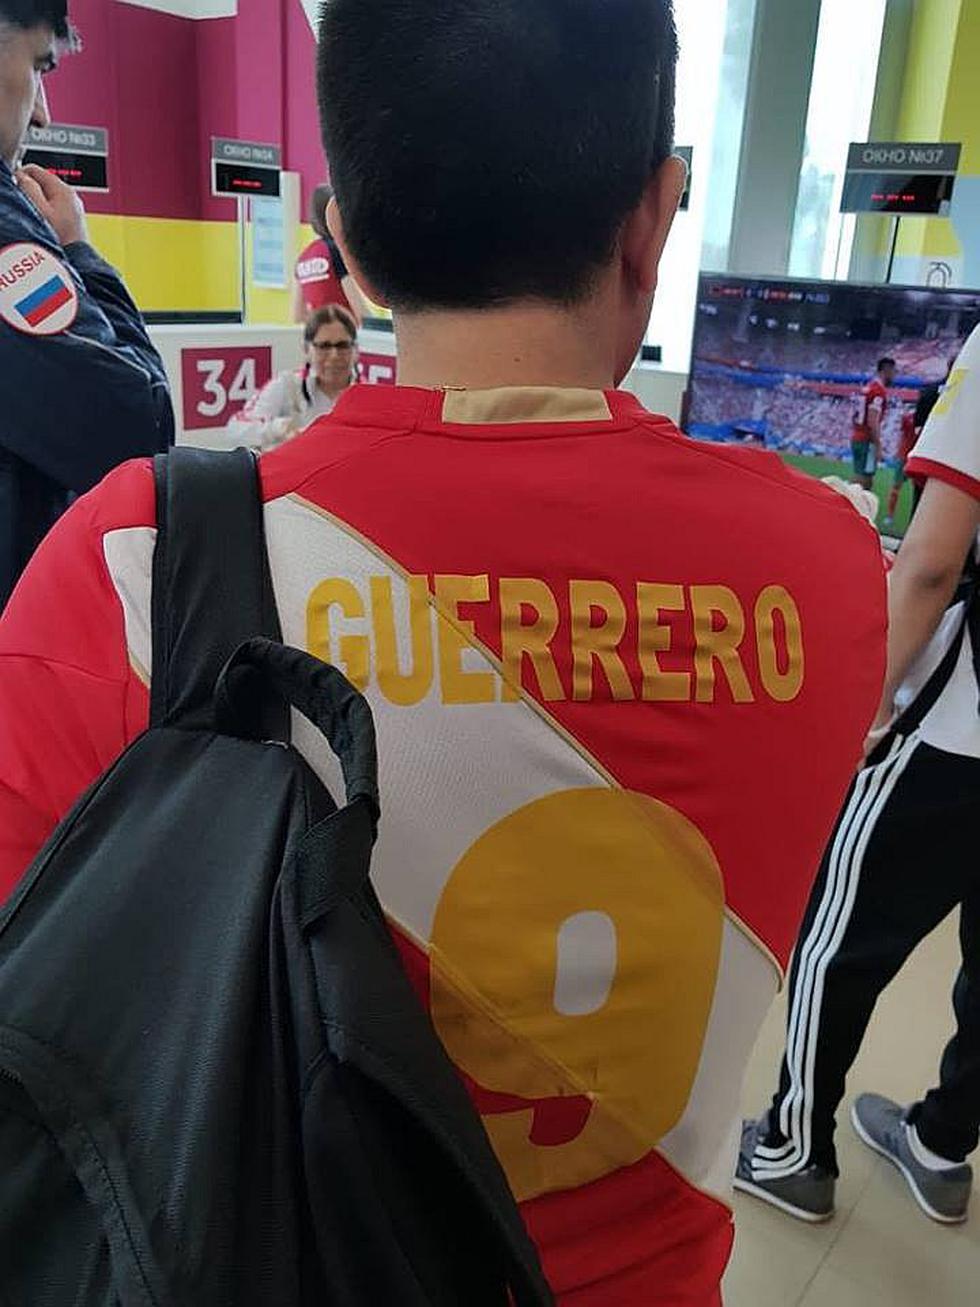 ОКНО №33
ОКНО №34
ОКНО №37
RUSSIA
34
GUERRERO
9